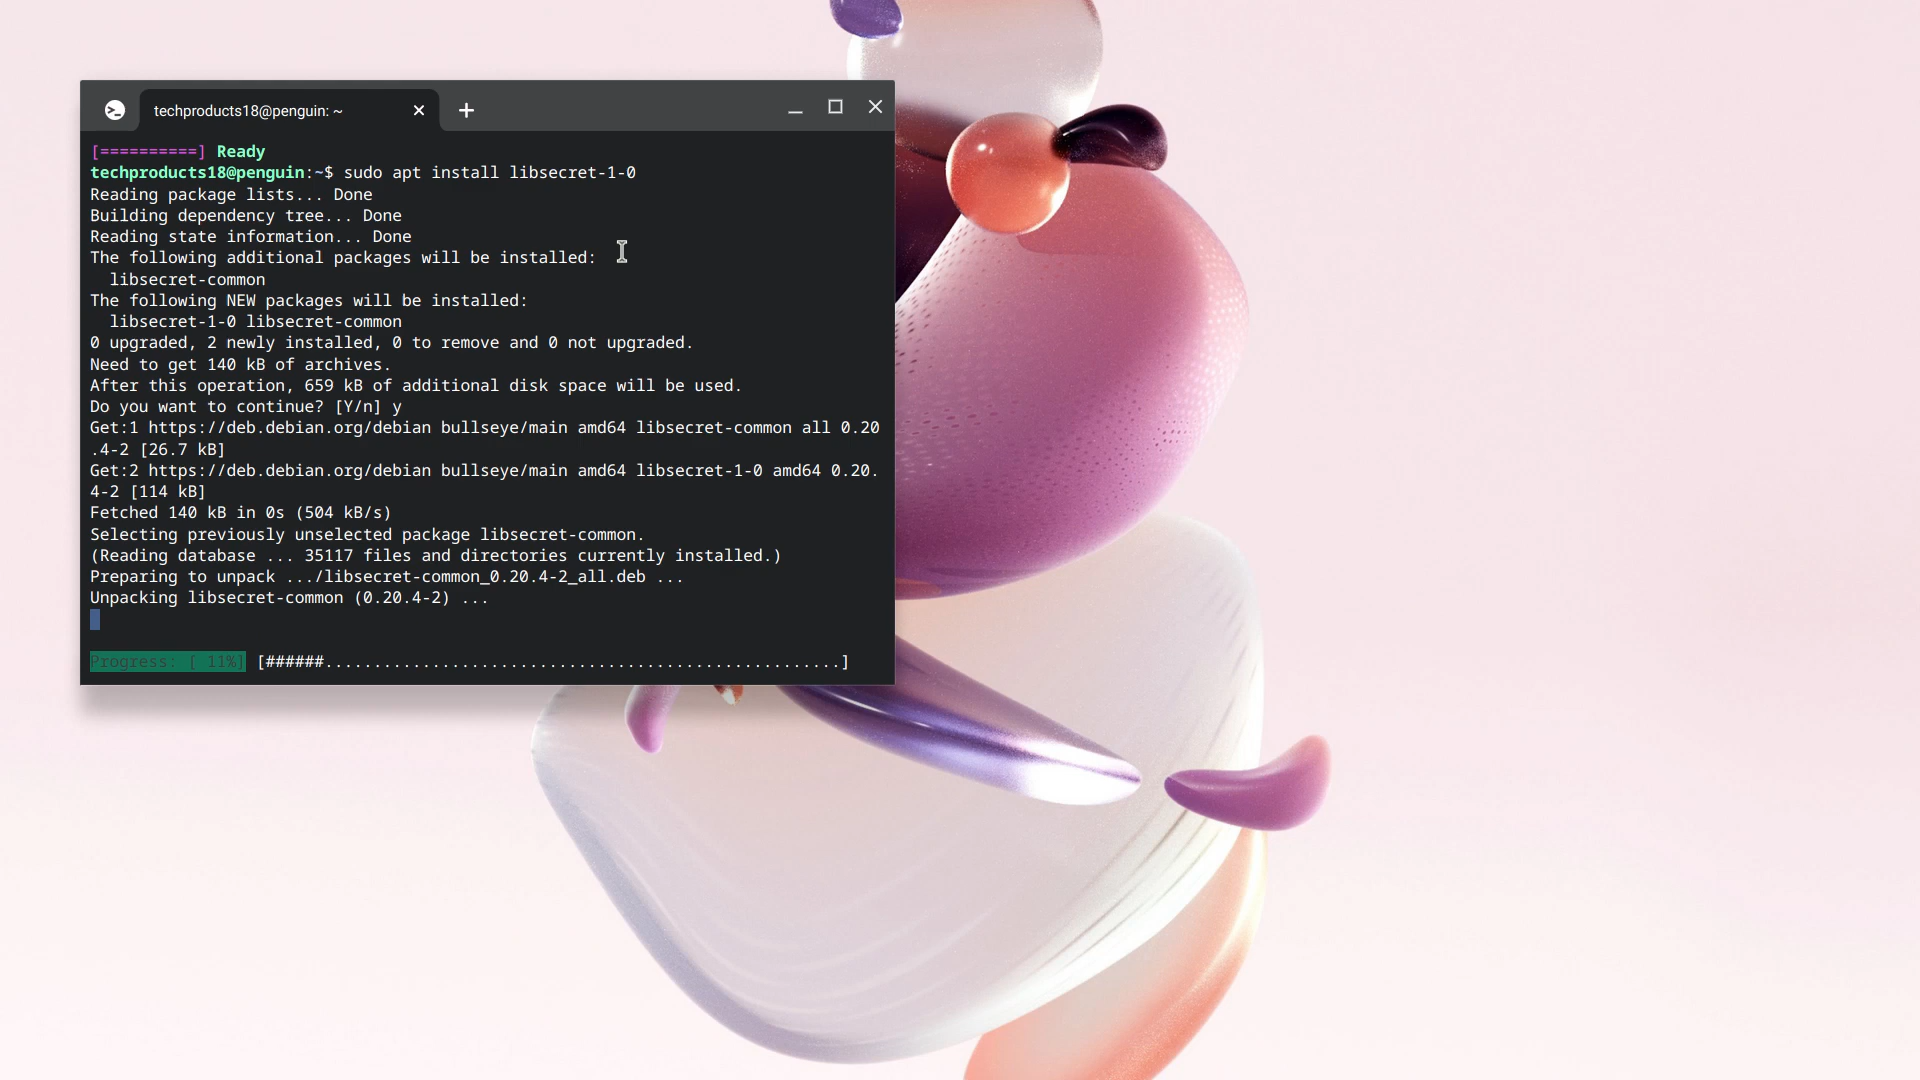 techproducts18@penguin: ~
[==========] Ready
techproducts18@penguin:~$ sudo apt install libsecret-1-0
Reading package lists... Done
Building dependency tree... Done
Reading state information... Done
The following additional packages will be installed:
  libsecret-common
The following NEW packages will be installed:
  libsecret-1-0 libsecret-common
0 upgraded, 2 newly installed, 0 to remove and 0 not upgraded.
Need to get 140 kB of archives.
After this operation, 659 kB of additional disk space will be used.
Do you want to continue? [Y/n] y
Get:1 https://deb.debian.org/debian bullseye/main amd64 libsecret-common all 0.20
.4-2 [26.7 kB]
Get:2 https://deb.debian.org/debian bullseye/main amd64 libsecret-1-0 amd64 0.20.
4-2 [114 kB]
Fetched 140 kB in 0s (504 kB/s)
Selecting previously unselected package libsecret-common.
(Reading database ... 35117 files and directories currently installed.)
Preparing to unpack .../libsecret-common_0.20.4-2_all.deb ...
Unpacking libsecret-common (0.20.4-2) ...
Progress: [ 11%] [######.....................................................]